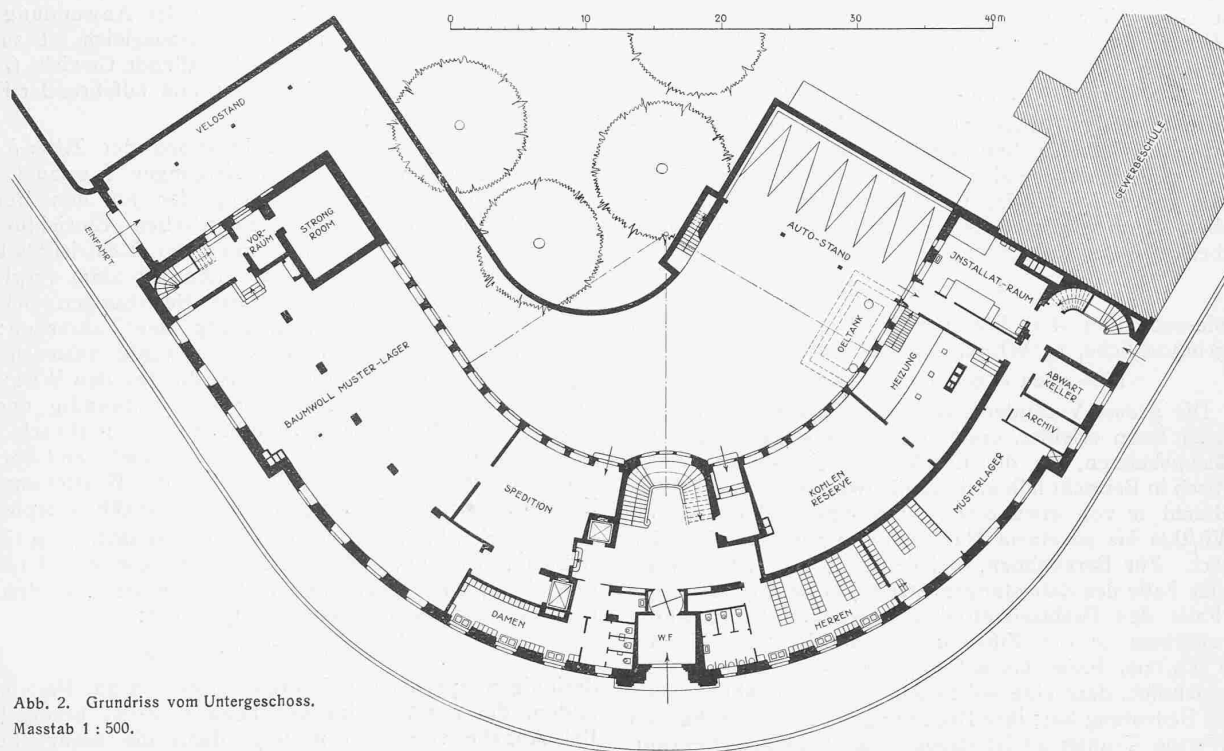 0 10 20 30 40 m
VELOSTAND
EINFAHRT
VOR-
RAUM
STRONG
ROOM
BAUMWOLL MUSTER-LAGER
SPEDITION
DAMEN
W.F
HERREN
KOHLEN
RESERVE
HEIZUNG
OELTANK
AUTO-STAND
JNSTALLAT-RAUM
ABWART
KELLER
ARCHIV
MUSTERLAGER
GEWERBESCHULE
Abb. 2. Grundriss vom Untergeschoss.
Masstab 1 : 500.